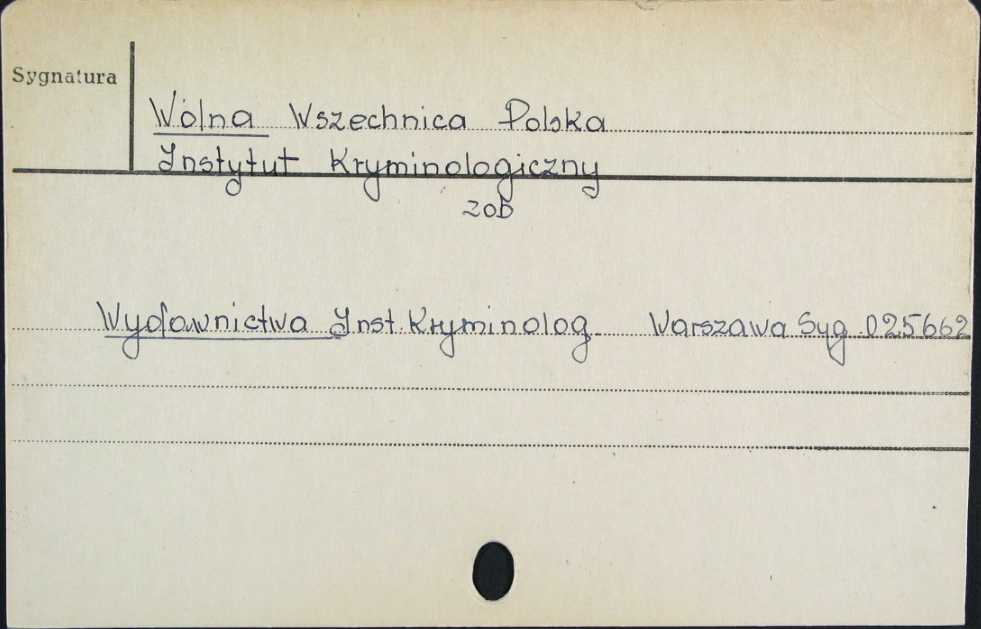 Sygnatura
Wolna Wszechnica Polska
Instytut Kryminologiczny
zob
Wydawnictwa Inst. Kryminolog. Warszawa Syg. 025662